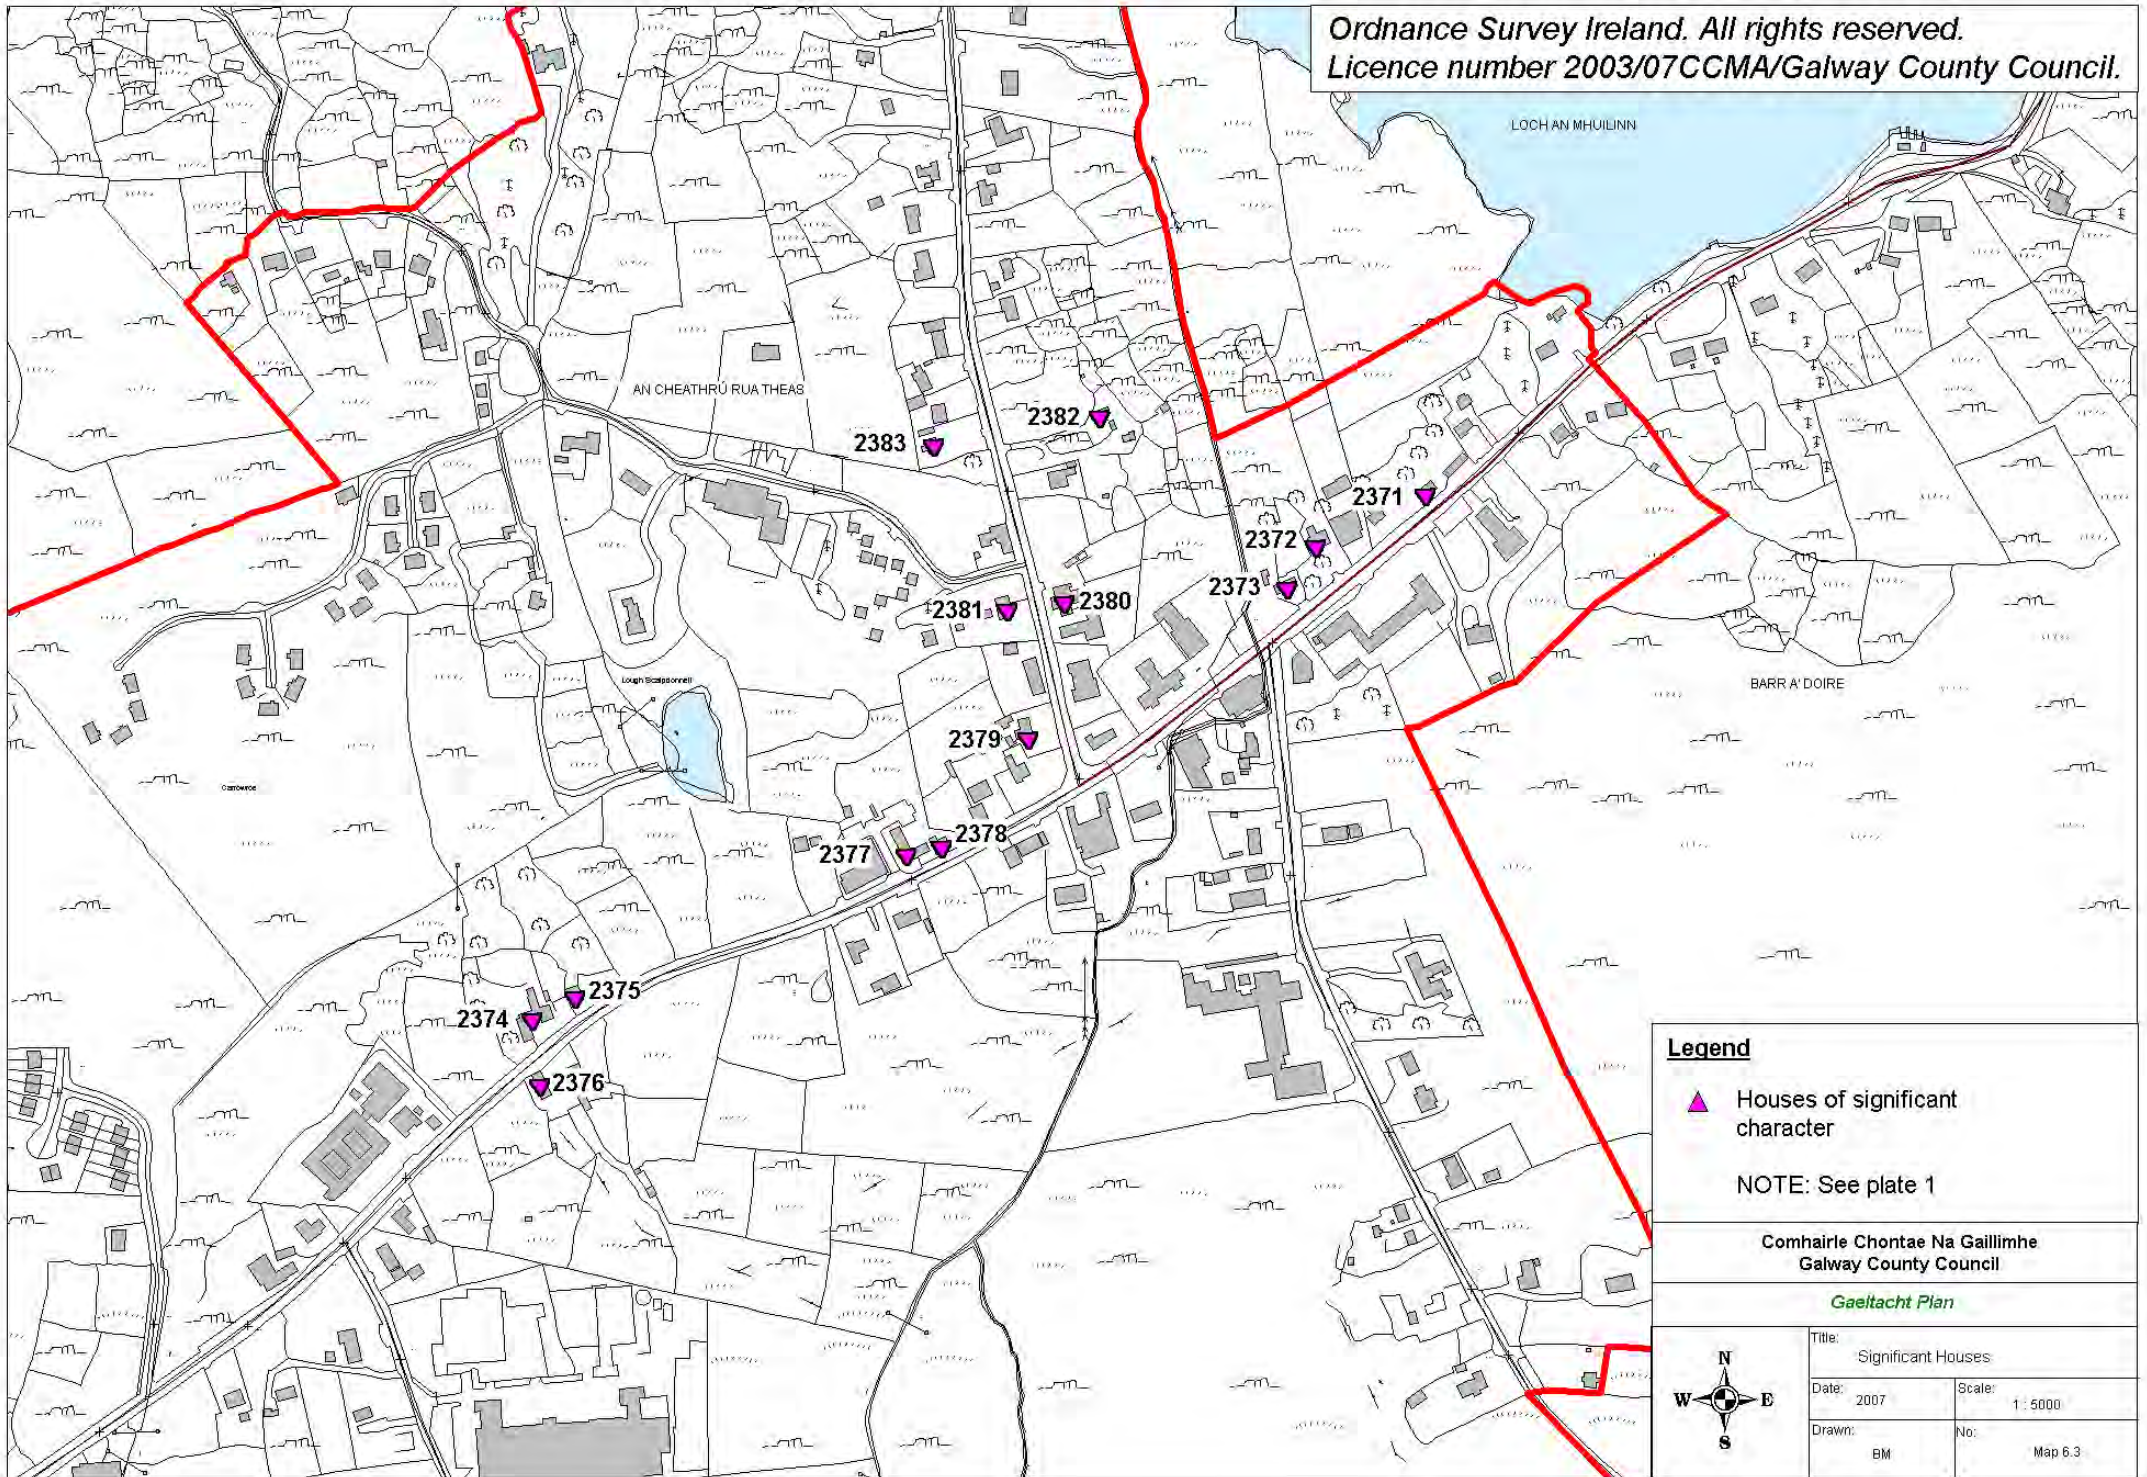 Ordnance Survey Ireland. All rights reserved.
Licence number 2003/07CCMA/Galway County Council.
LOCH AN MHUILINN
AN CHEATHRÚ RUA THEAS
2382
2383
2371
2372
2373
2381
2380
Lough
BARR A' DOIRE
2379
Carrowroe
2378
2377
2375
2374
2376
Legend
Houses of significant
character
NOTE: See plate 1
Comhairle Chontae Na Gaillimhe
Galway County Council
Gaeltacht Plan
N
W E
S
Title:
Significant Houses
Date:
2007
Scale:
1 : 5000
Drawn:
BM
No:
Map 6.3